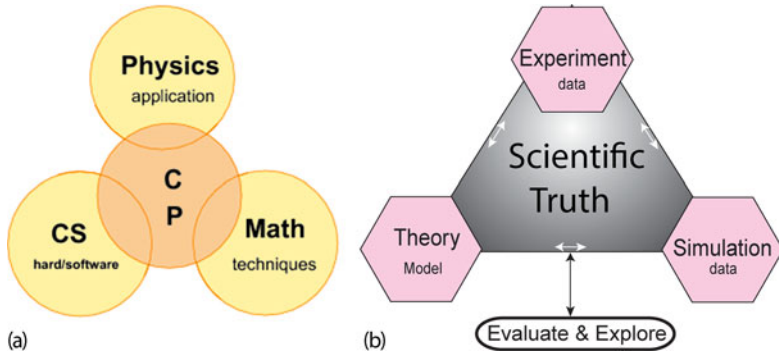 Physics
application
C
P
CS
hard/software
Math
techniques
(a)
Experiment
data
Scientific
Truth
Theory
Model
Simulation
data
Evaluate & Explore
(b)